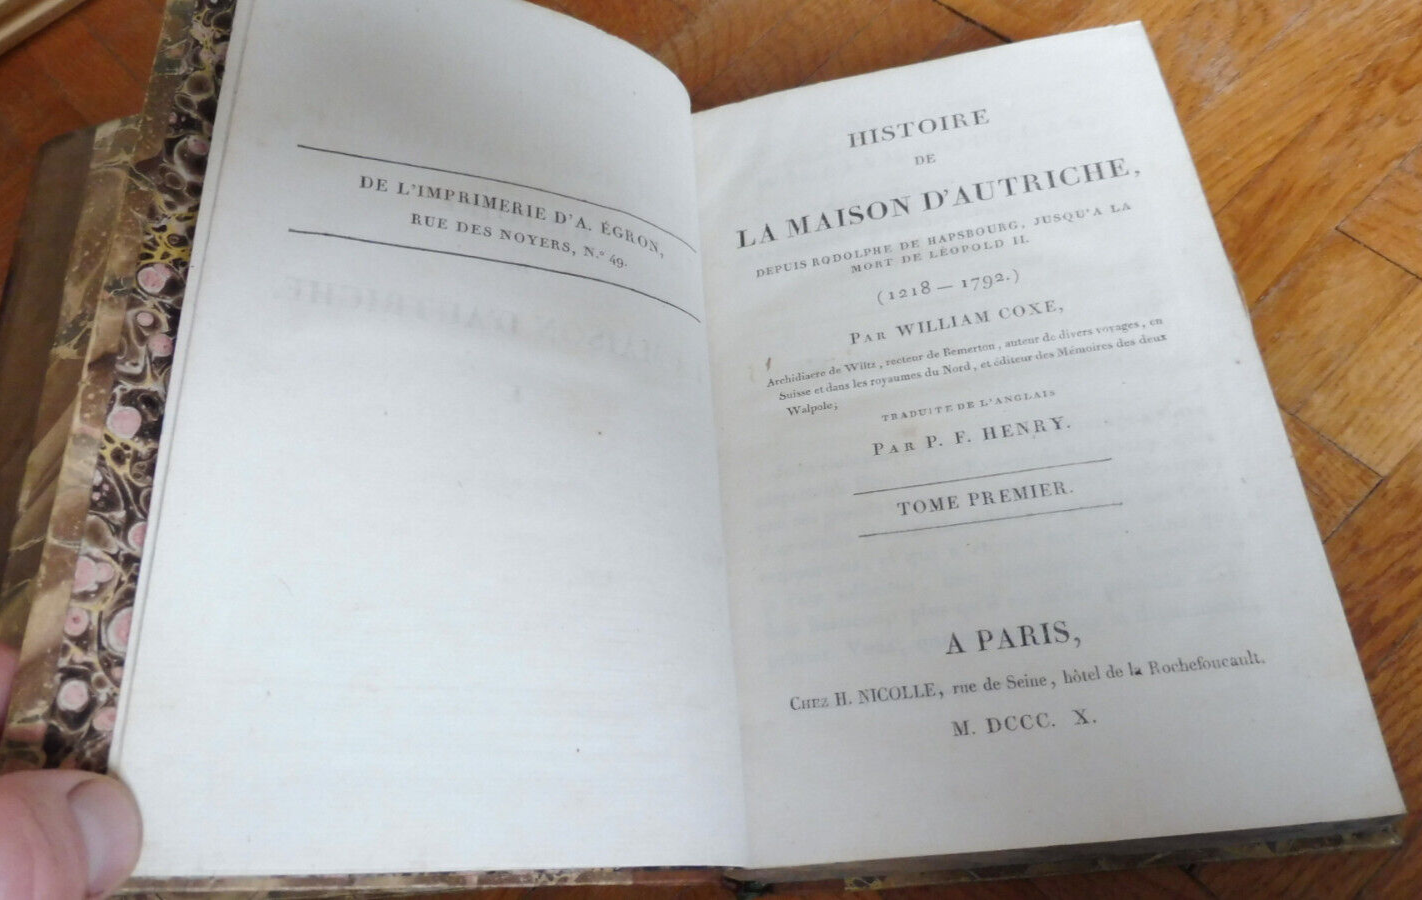 DE L'IMPRIMERIE D'A. ÉGRON,
RUE DES NOYERS, N.° 49.
HISTOIRE
DE
LA MAISON D'AUTRICHE,
DEPUIS RODOLPHE DE HAPSBOURG, JUSQU'A LA
MORT DE LÉOPOLD II.
(1218 — 1792.)
PAR WILLIAM COXE,
Archidiacre de Wiltz, recteur de Bemerton, auteur de divers voyages, en
Suisse et dans les royaumes du Nord, et éditeur des Mémoires des deux
Walpole;
TRADUITE DE L'ANGLAIS
PAR P. F. HENRY.
TOME PREMIER.
A PARIS,
CHEZ H. NICOLLE, rue de Seine, hôtel de la Rochefoucault.
M. DCCC. X.